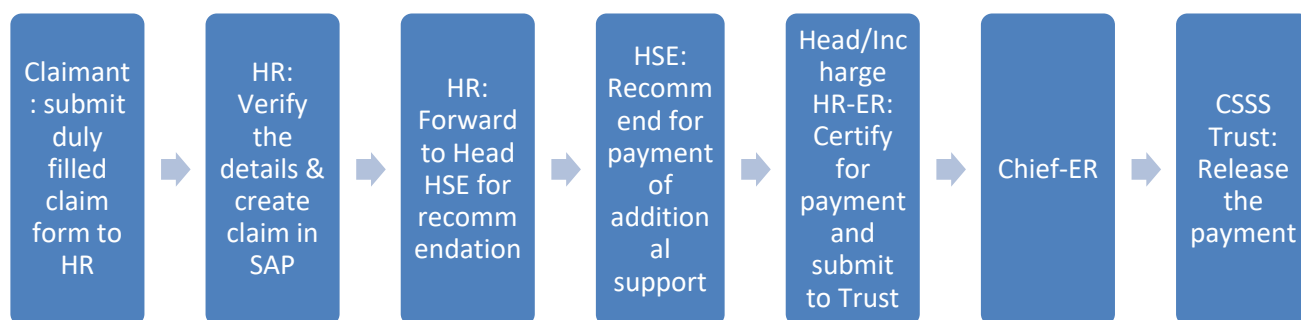 Claimant
: submit
duly
filled
claim
form to
HR
HR:
Verify
the
details &
create
claim in
SAP
HR:
Forward
to Head
HSE for
recomm
endation
HSE:
Recomm
end for
payment
of
addition
al
support
Head/Inc
harge
HR-ER:
Certify
for
payment
and
submit
to Trust
Chief-ER
CSSS
Trust:
Release
the
payment